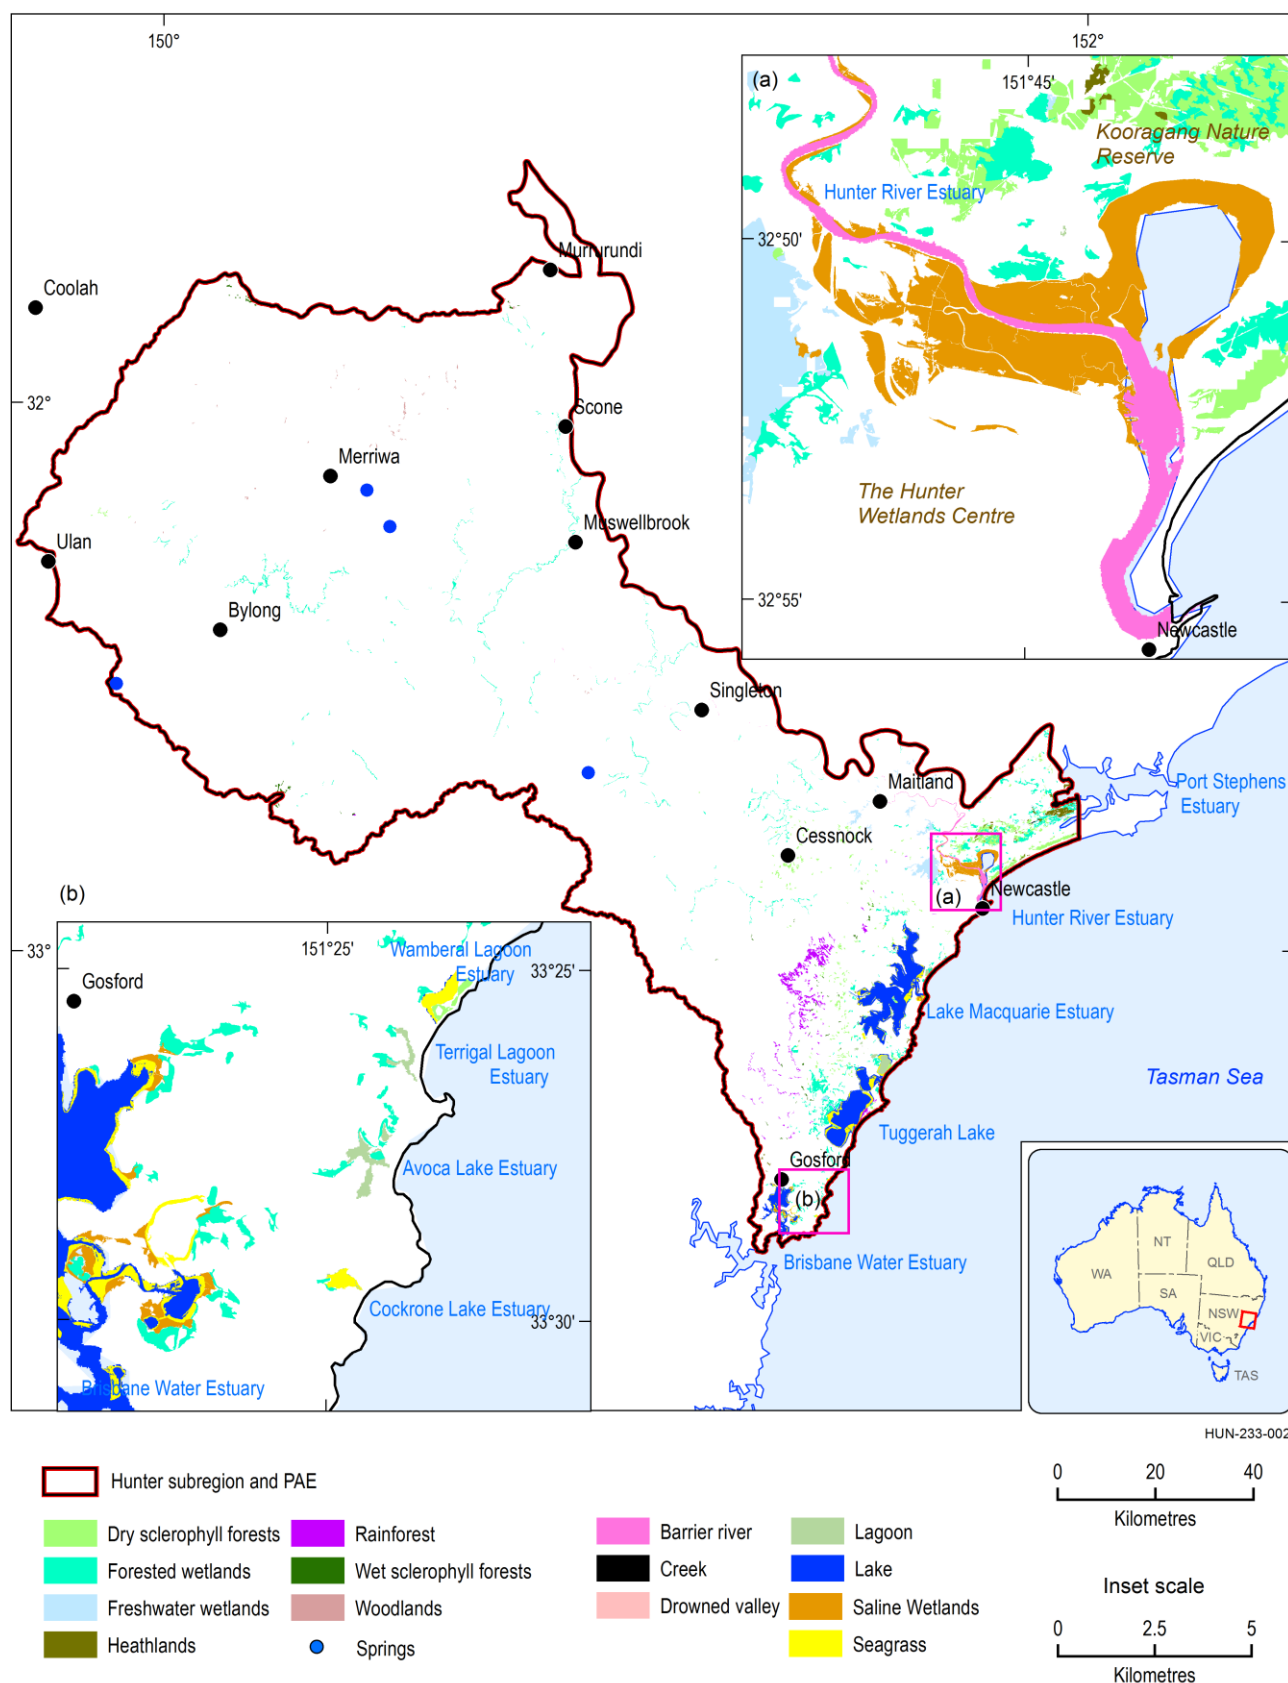 150°
152°
(a)
151°45'
Kooragang Nature
Reserve
Hunter River Estuary
32°50'
Murrurundi
Coolah
32°
Scone
Merriwa
The Hunter
Wetlands Centre
Muswellbrook
Ulan
32°55'
Bylong
Newcastle
Singleton
Maitland
Port Stephens
Estuary
Cessnock
(b)
Newcastle
(a)
Hunter River Estuary
33°
151°25'
Wamberal Lagoon
Estuary
33°25'
Gosford
Lake Macquarie Estuary
Terrigal Lagoon
Estuary
Tasman Sea
Tuggerah Lake
Avoca Lake Estuary
Gosford
(b)
Brisbane Water Estuary
NT
QLD
WA
SA
NSW
VIC
TAS
Cockrone Lake Estuary
33°30'
Brisbane Water Estuary
HUN-233-002
Hunter subregion and PAE
0 20 40
Kilometres
Dry sclerophyll forests
Rainforest
Barrier river
Lagoon
Forested wetlands
Wet sclerophyll forests
Creek
Lake
Freshwater wetlands
Woodlands
Drowned valley
Saline Wetlands
Heathlands
Springs
Seagrass
Inset scale
0 2.5 5
Kilometres